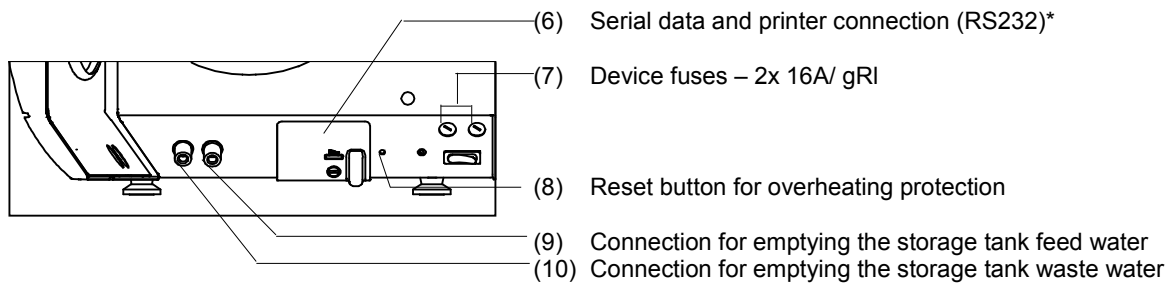 (6) Serial data and printer connection (RS232)*
(7) Device fuses – 2x 16A/ gRl
(8) Reset button for overheating protection
(9) Connection for emptying the storage tank feed water
(10) Connection for emptying the storage tank waste water